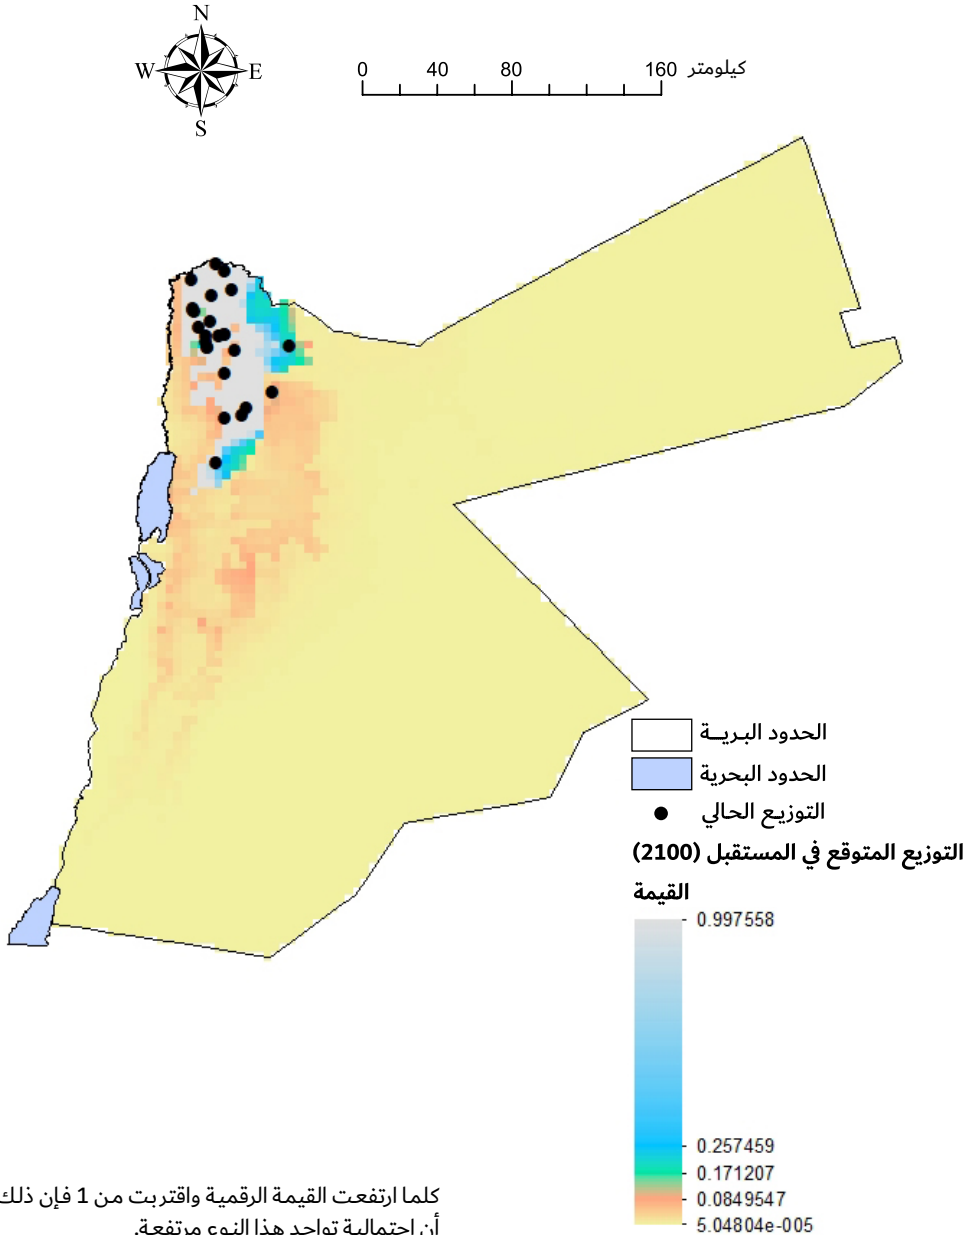 N
W E
S
0 40 80 160 كيلومتر
الحدود البريــة
الحدود البحرية
التوزيع الحالي
التوزيع المتوقع في المستقبل (2100)
القيمة
0.997558
0.257459
0.171207
0.0849547
5.04804e-005
كلما ارتفعت القيمة الرقمية واقتربت من 1 فإن ذلك
أن احتمالية تواجد هذا النوع مرتفعة.